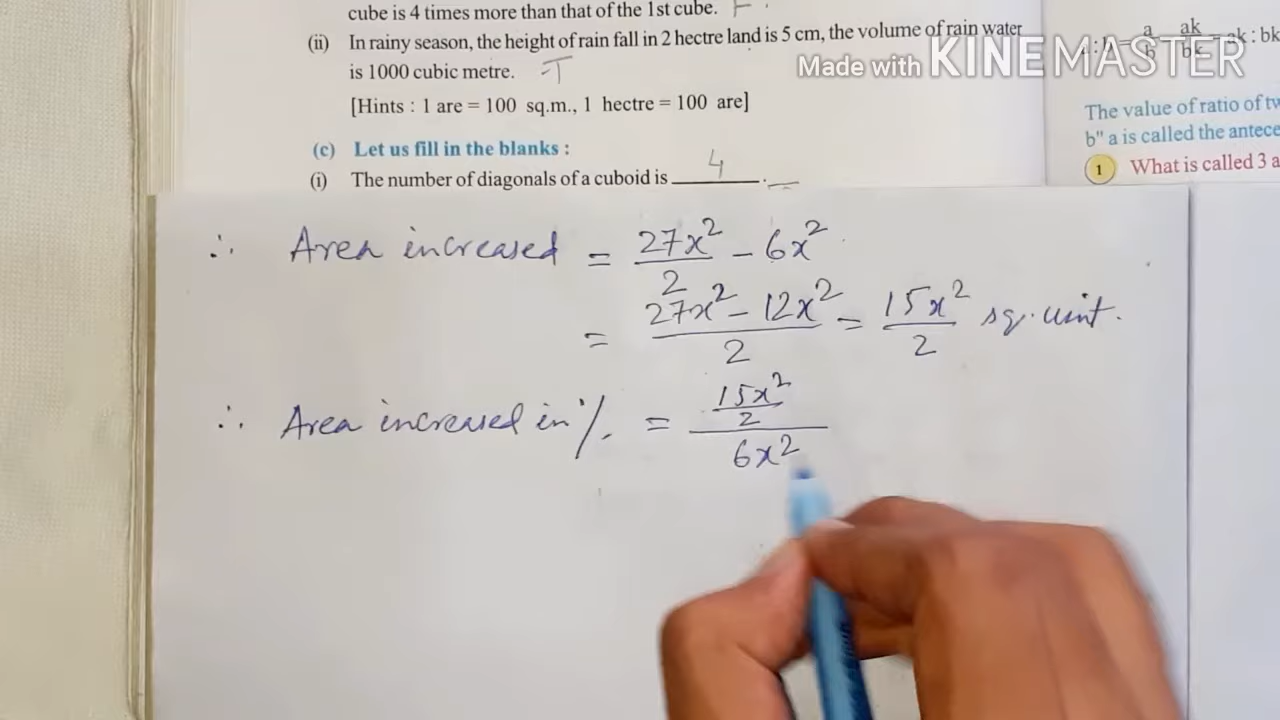 cube is 4 times more than that of the 1st cube. F
(ii) In rainy season, the height of rain fall in 2 hectre land is 5 cm, the volume of rain water
is 1000 cubic metre. -T
[Hints : 1 are = 100 sq.m., 1 hectre = 100 are]
(c) Let us fill in the blanks :
(i) The number of diagonals of a cuboid is 4.
Made with KINEMASTER
a/b = ak/bk = ak : bk
The value of ratio of tw
b" a is called the antece
1 What is called 3 a
∴ Area increased = 27x²/2 - 6x²
= 27x² - 12x²/2 = 15x²/2 sq. unit.
∴ Area increased in % = 15x²/2/6x²